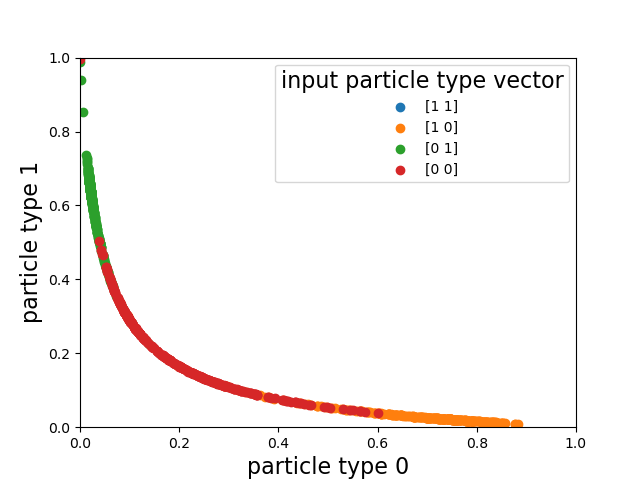 input particle type vector
[1 1]
[1 0]
[0 1]
[0 0]
1.0
0.8
0.6
0.4
0.2
0.0
particle type 1
0.0 0.2 0.4 0.6 0.8 1.0
particle type 0